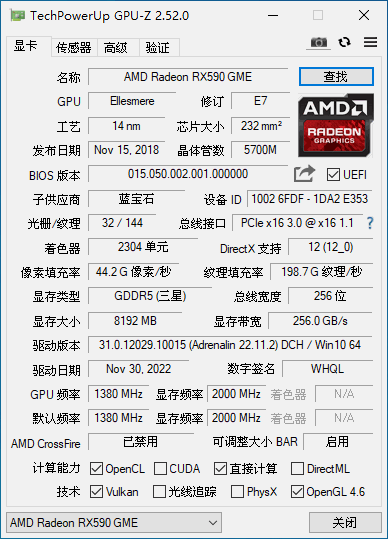 TechPowerUp GPU-Z 2.52.0
显卡 传感器 高级 验证
名称 AMD Radeon RX590 GME 查找
GPU Ellesmere 修订 E7
工艺 14 nm 芯片大小 232 mm²
发布日期 Nov 15, 2018 晶体管数 5700M
AMD RADEON GRAPHICS
BIOS 版本 015.050.002.001.000000 UEFI
子供应商 蓝宝石 设备 ID 1002 6FDF - 1DA2 E353
光栅/纹理 32 / 144 总线接口 PCIe x16 3.0 @ x16 1.1 ?
着色器 2304 单元 DirectX 支持 12 (12_0)
像素填充率 44.2 G 像素/秒 纹理填充率 198.7 G 纹理/秒
显存类型 GDDR5 (三星) 总线宽度 256 位
显存大小 8192 MB 显存带宽 256.0 GB/s
驱动版本 31.0.12029.10015 (Adrenalin 22.11.2) DCH / Win10 64
驱动日期 Nov 30, 2022 数字签名 WHQL
GPU 频率 1380 MHz 显存频率 2000 MHz 着色器 N/A
默认频率 1380 MHz 显存频率 2000 MHz 着色器 N/A
AMD CrossFire 已禁用 可调整大小 BAR 启用
计算能力 OpenCL CUDA 直接计算 DirectML
技术 Vulkan 光线追踪 PhysX OpenGL 4.6
AMD Radeon RX590 GME 关闭